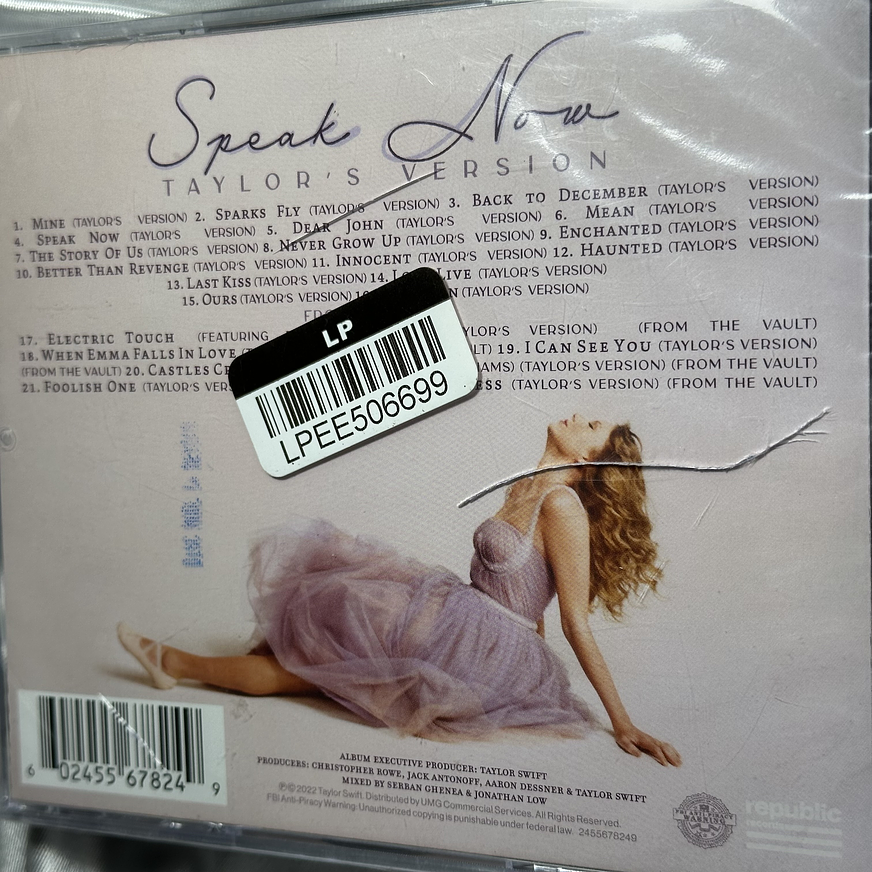 Speak Now
TAYLOR'S VERSION
1. MINE (TAYLOR'S VERSION) 2. SPARKS FLY (TAYLOR'S VERSION) 3. BACK TO DECEMBER (TAYLOR'S VERSION)
4. SPEAK NOW (TAYLOR'S VERSION) 5. DEAR JOHN (TAYLOR'S VERSION) 6. MEAN (TAYLOR'S VERSION)
7. THE STORY OF US (TAYLOR'S VERSION) 8. NEVER GROW UP (TAYLOR'S VERSION) 9. ENCHANTED (TAYLOR'S VERSION)
10. BETTER THAN REVENGE (TAYLOR'S VERSION) 11. INNOCENT (TAYLOR'S VERSION) 12. HAUNTED (TAYLOR'S VERSION)
13. LAST KISS (TAYLOR'S VERSION) 14. LIVE (TAYLOR'S VERSION)
15. OURS (TAYLOR'S VERSION) (TAYLOR'S VERSION)
17. ELECTRIC TOUCH (FEATURING VERSION) (FROM THE VAULT)
18. WHEN EMMA FALLS IN LOVE 19. I CAN SEE YOU (TAYLOR'S VERSION)
(FROM THE VAULT) 20. CASTLES (TAYLOR'S VERSION) (FROM THE VAULT)
21. FOOLISH ONE (TAYLOR'S (TAYLOR'S VERSION) (FROM THE VAULT)
LP
LPEE506699
6 02455 67824 9
ALBUM EXECUTIVE PRODUCER: TAYLOR SWIFT
PRODUCERS: CHRISTOPHER ROWE, JACK ANTONOFF, AARON DESSNER & TAYLOR SWIFT
MIXED BY SERBAN GHENEA & JONATHAN LOW
℗©2022 Taylor Swift. Distributed by UMG Commercial Services. All Rights Reserved.
FBI Anti-Piracy Warning: Unauthorized copying is punishable under federal law. 2455678249
republic